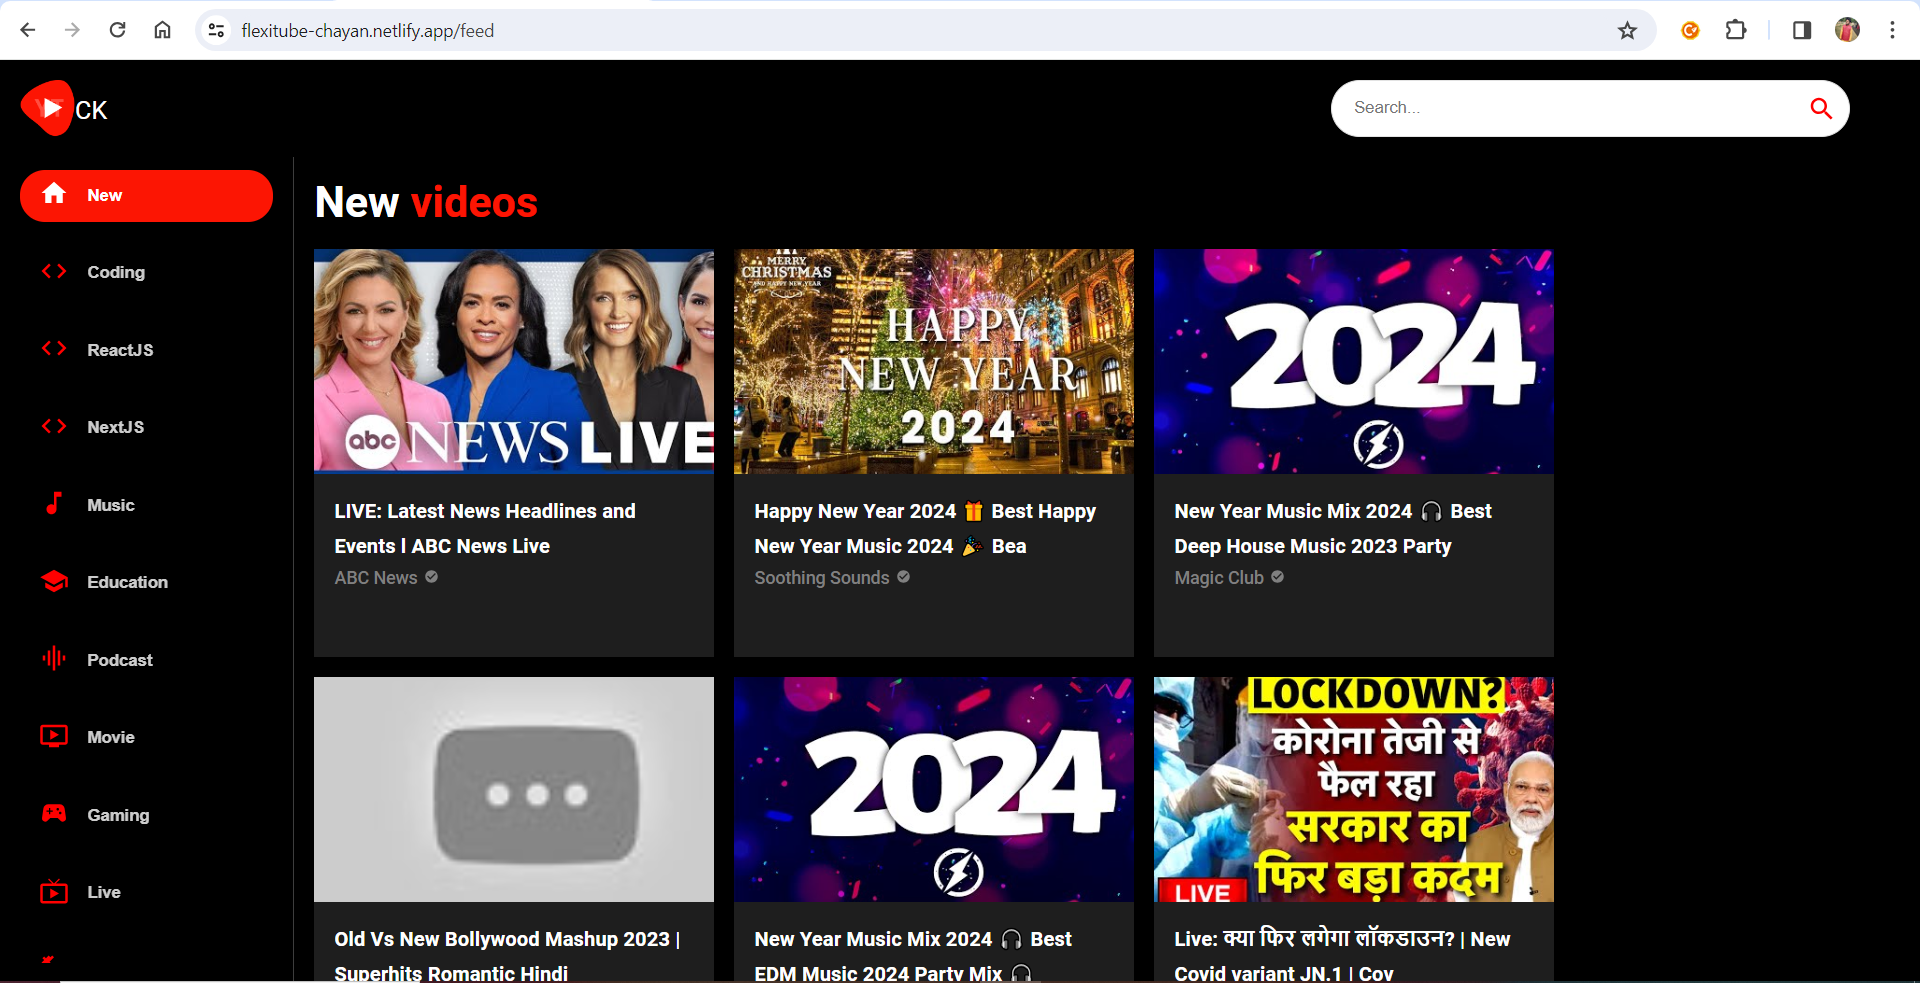 flexitube-chayan.netlify.app/feed
YT CK
Search...
New
Coding
ReactJS
NextJS
Music
Education
Podcast
Movie
Gaming
Live
New videos
abc NEWS LIVE
LIVE: Latest News Headlines and
Events l ABC News Live
ABC News
MERRY
CHRISTMAS
AND HAPPY NEW YEAR
HAPPY
NEW YEAR
2024
Happy New Year 2024 🎁 Best Happy
New Year Music 2024 🎉 Bea
Soothing Sounds
2024
New Year Music Mix 2024 🎧 Best
Deep House Music 2023 Party
Magic Club
Old Vs New Bollywood Mashup 2023 |
Superhits Romantic Hindi
2024
New Year Music Mix 2024 🎧 Best
EDM Music 2024 Party Mix 🎧
LOCKDOWN?
कोरोना तेजी से
फैल रहा
सरकार का
फिर बड़ा कदम
LIVE
Live: क्या फिर लगेगा लॉकडाउन? | New
Covid variant JN.1 | Cov